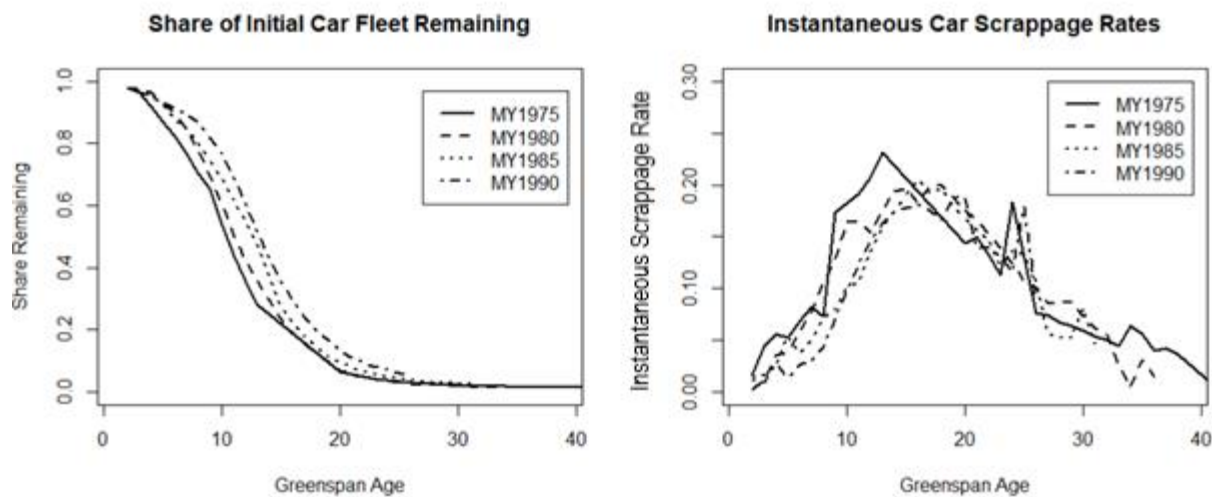 Share of Initial Car Fleet Remaining
Share Remaining
1.0
0.8
0.6
0.4
0.2
0.0
MY1975
MY1980
MY1985
MY1990
0 10 20 30 40
Greenspan Age
Instantaneous Car Scrappage Rates
Instantaneous Scrappage Rate
0.30
0.20
0.10
0.00
MY1975
MY1980
MY1985
MY1990
0 10 20 30 40
Greenspan Age